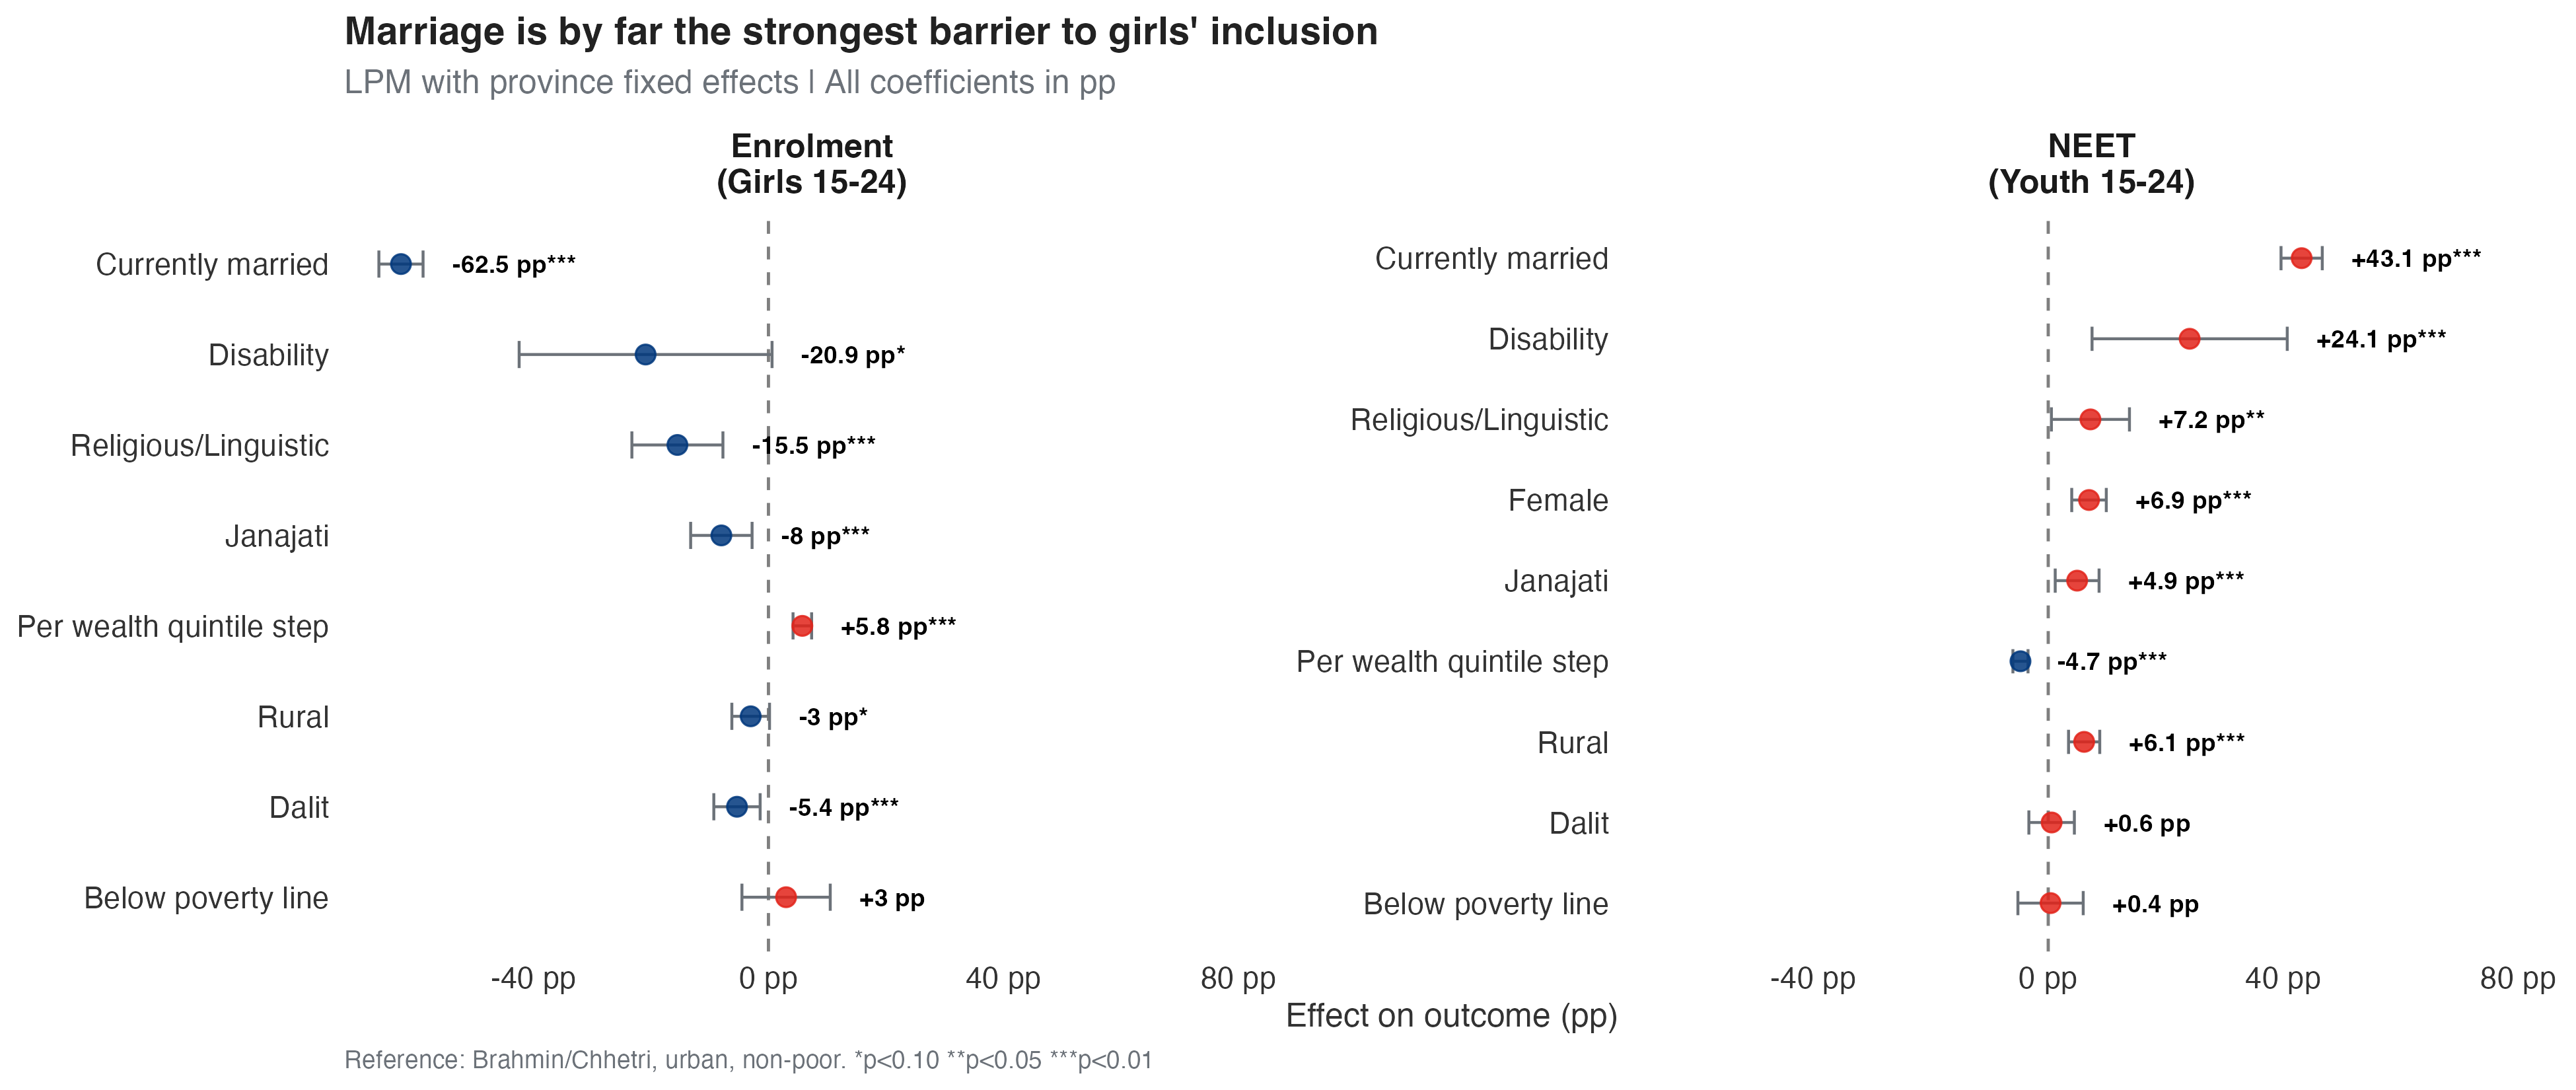 Marriage is by far the strongest barrier to girls' inclusion
LPM with province fixed effects | All coefficients in pp
Enrolment
(Girls 15-24)
Currently married
-62.5 pp***
Disability
-20.9 pp*
Religious/Linguistic
-15.5 pp***
Janajati
-8 pp***
Per wealth quintile step
+5.8 pp***
Rural
-3 pp*
Dalit
-5.4 pp***
Below poverty line
+3 pp
-40 pp 0 pp 40 pp 80 pp
NEET
(Youth 15-24)
Currently married
+43.1 pp***
Disability
+24.1 pp***
Religious/Linguistic
+7.2 pp**
Female
+6.9 pp***
Janajati
+4.9 pp***
Per wealth quintile step
-4.7 pp***
Rural
+6.1 pp***
Dalit
+0.6 pp
Below poverty line
+0.4 pp
-40 pp 0 pp 40 pp 80 pp
Effect on outcome (pp)
Reference: Brahmin/Chhetri, urban, non-poor. *p<0.10 **p<0.05 ***p<0.01